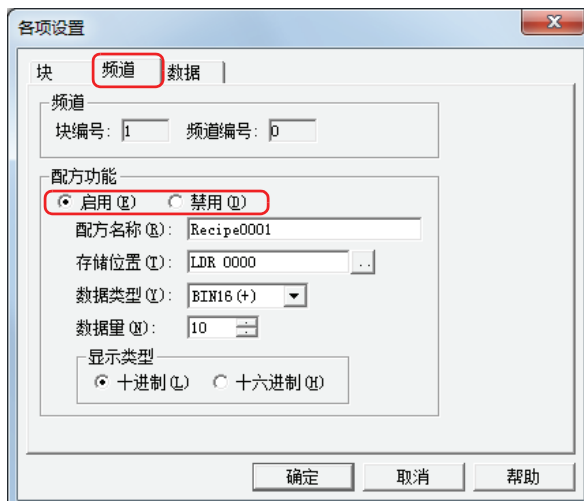 各项设置
块 频道 数据
频道
块编号: 1 频道编号: 0
配方功能
启用(E) 禁用(D)
配方名称(R): Recipe0001
存储位置(T): LDR 0000 ..
数据类型(Y): BIN16(+)
数据量(N): 10
显示类型
十进制(L) 十六进制(H)
确定 取消 帮助